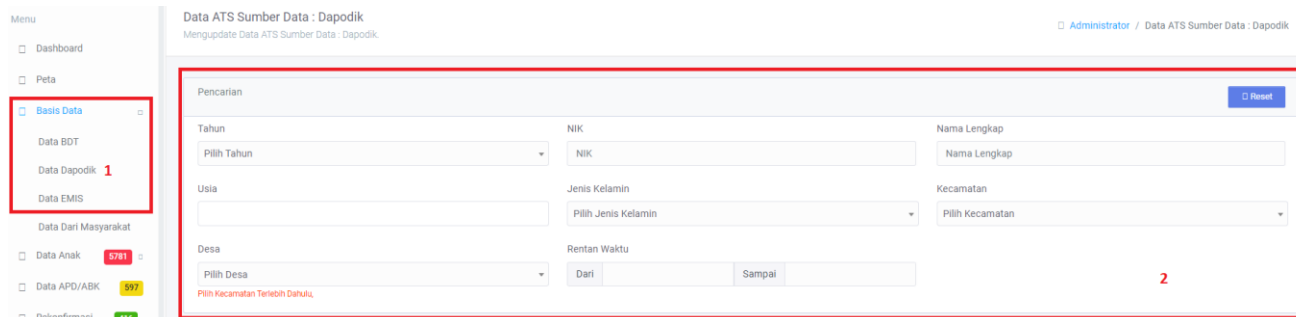 Menu
Dashboard
Peta
Basis Data
Data BDT
Data Dapodik 1
Data EMIS
Data Dari Masyarakat
Data Anak 5781
Data APD/ABK 597
Rekonfirmasi
Data ATS Sumber Data : Dapodik
Mengupdate Data ATS Sumber Data : Dapodik.
Administrator / Data ATS Sumber Data : Dapodik
Pencarian
Reset
Tahun NIK Nama Lengkap
Pilih Tahun NIK Nama Lengkap
Usia Jenis Kelamin Kecamatan
Pilih Jenis Kelamin Pilih Kecamatan
Desa Rentan Waktu
Pilih Desa Dari Sampai
Pilih Kecamatan Terlebih Dahulu,
2